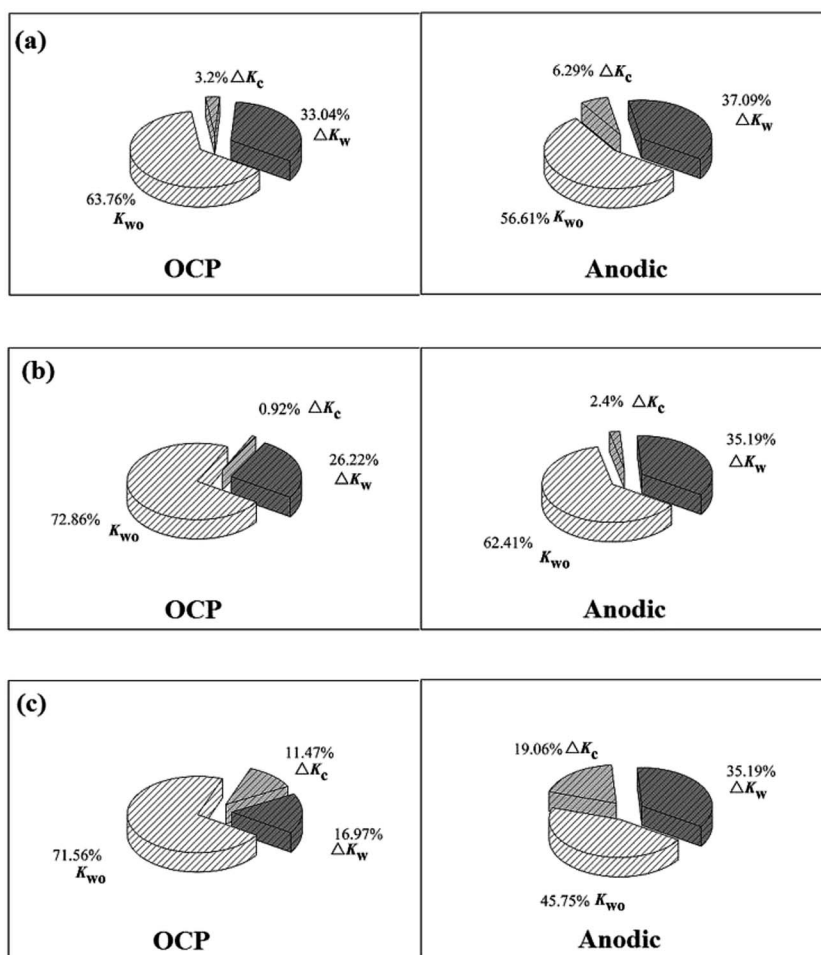 (a)
3.2% △Kc
33.04%
△Kw
63.76%
Kwo
OCP
6.29% △Kc
37.09%
△Kw
56.61% Kwo
Anodic
(b)
0.92% △Kc
26.22%
△Kw
72.86% Kwo
OCP
2.4% △Kc
35.19%
△Kw
62.41% Kwo
Anodic
(c)
11.47%
△Kc
16.97%
△Kw
71.56%
Kwo
OCP
19.06% △Kc
35.19%
△Kw
45.75% Kwo
Anodic